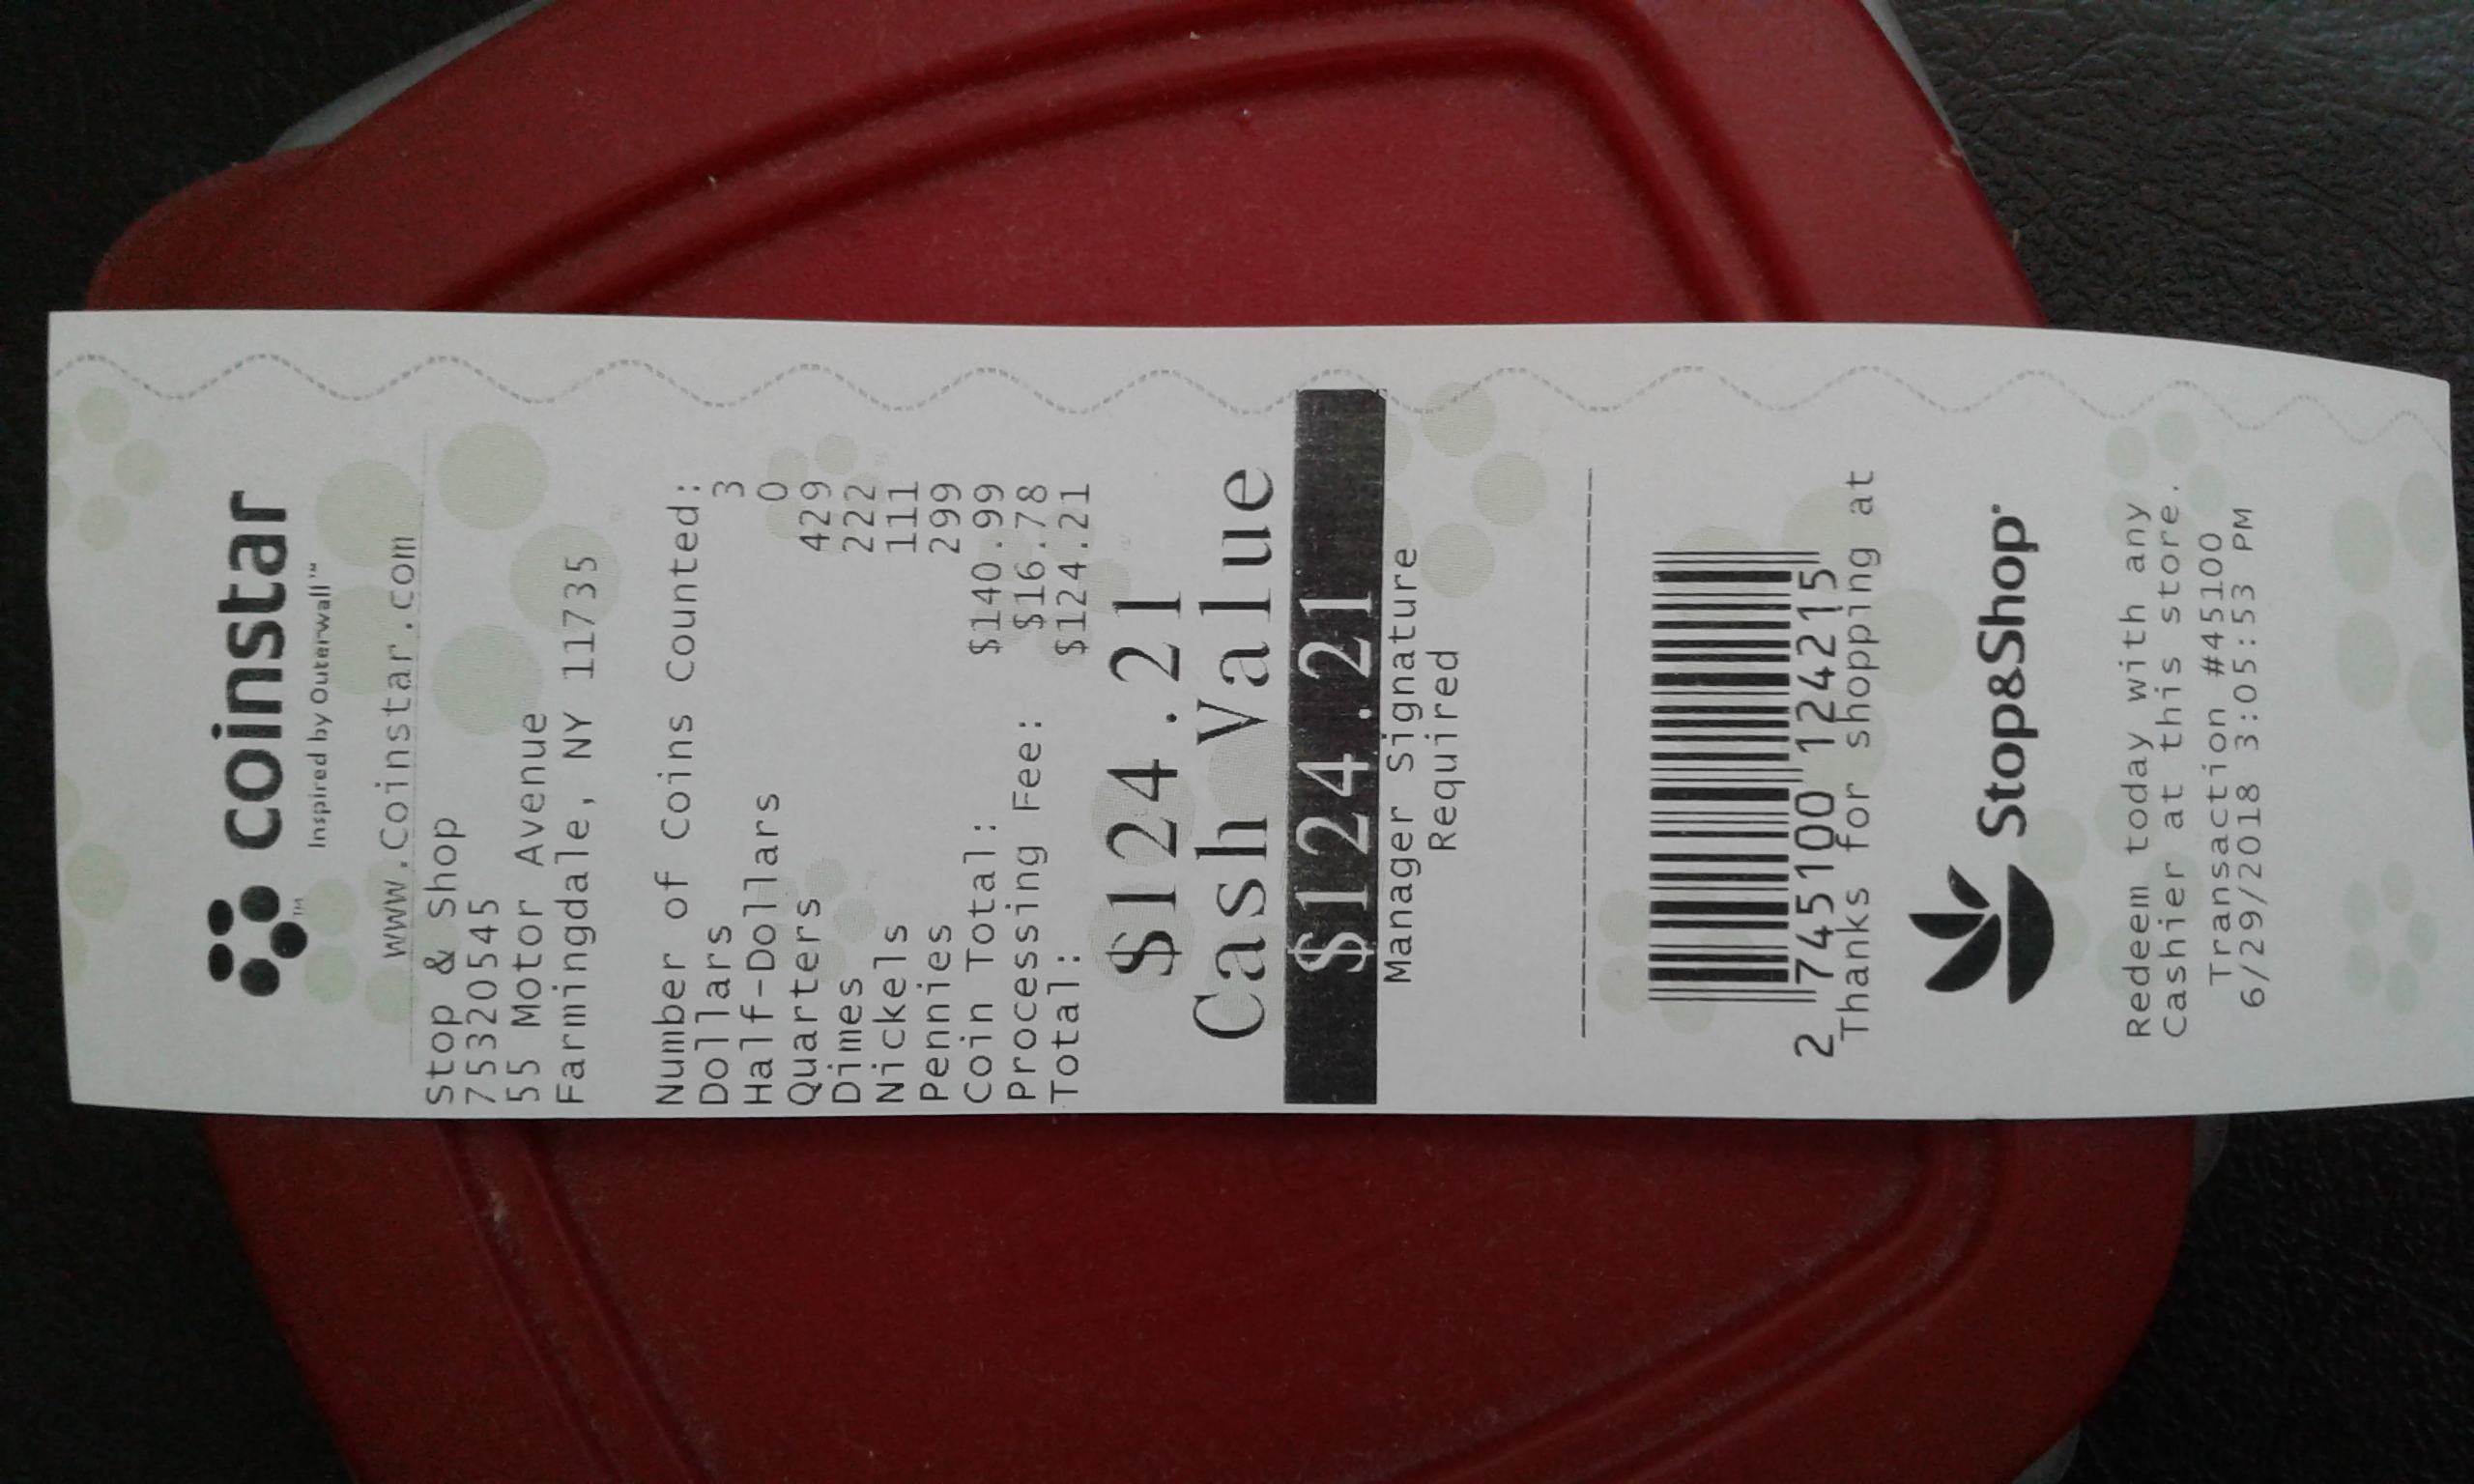 coinstar
™
Inspired by Outerwall™
www.Coinstar.com
Stop & Shop
7532O545
55 Motor Avenue
Farmingdale, NY 11735
Number of Coins Counted:
Dollars 3
Half-Dollars 0
Quarters 429
Dimes 222
Nickels 111
Pennies 299
Coin Total: $140.99
Processing Fee: $16.78
Total: $124.21
$124.21
Cash Value
$124.21
Manager Signature
Required
2 745100 124215
Thanks for shopping at
Stop&Shop
Redeem today with any
Cashier at this store.
Transaction #45100
6/29/2018 3:05:53 PM